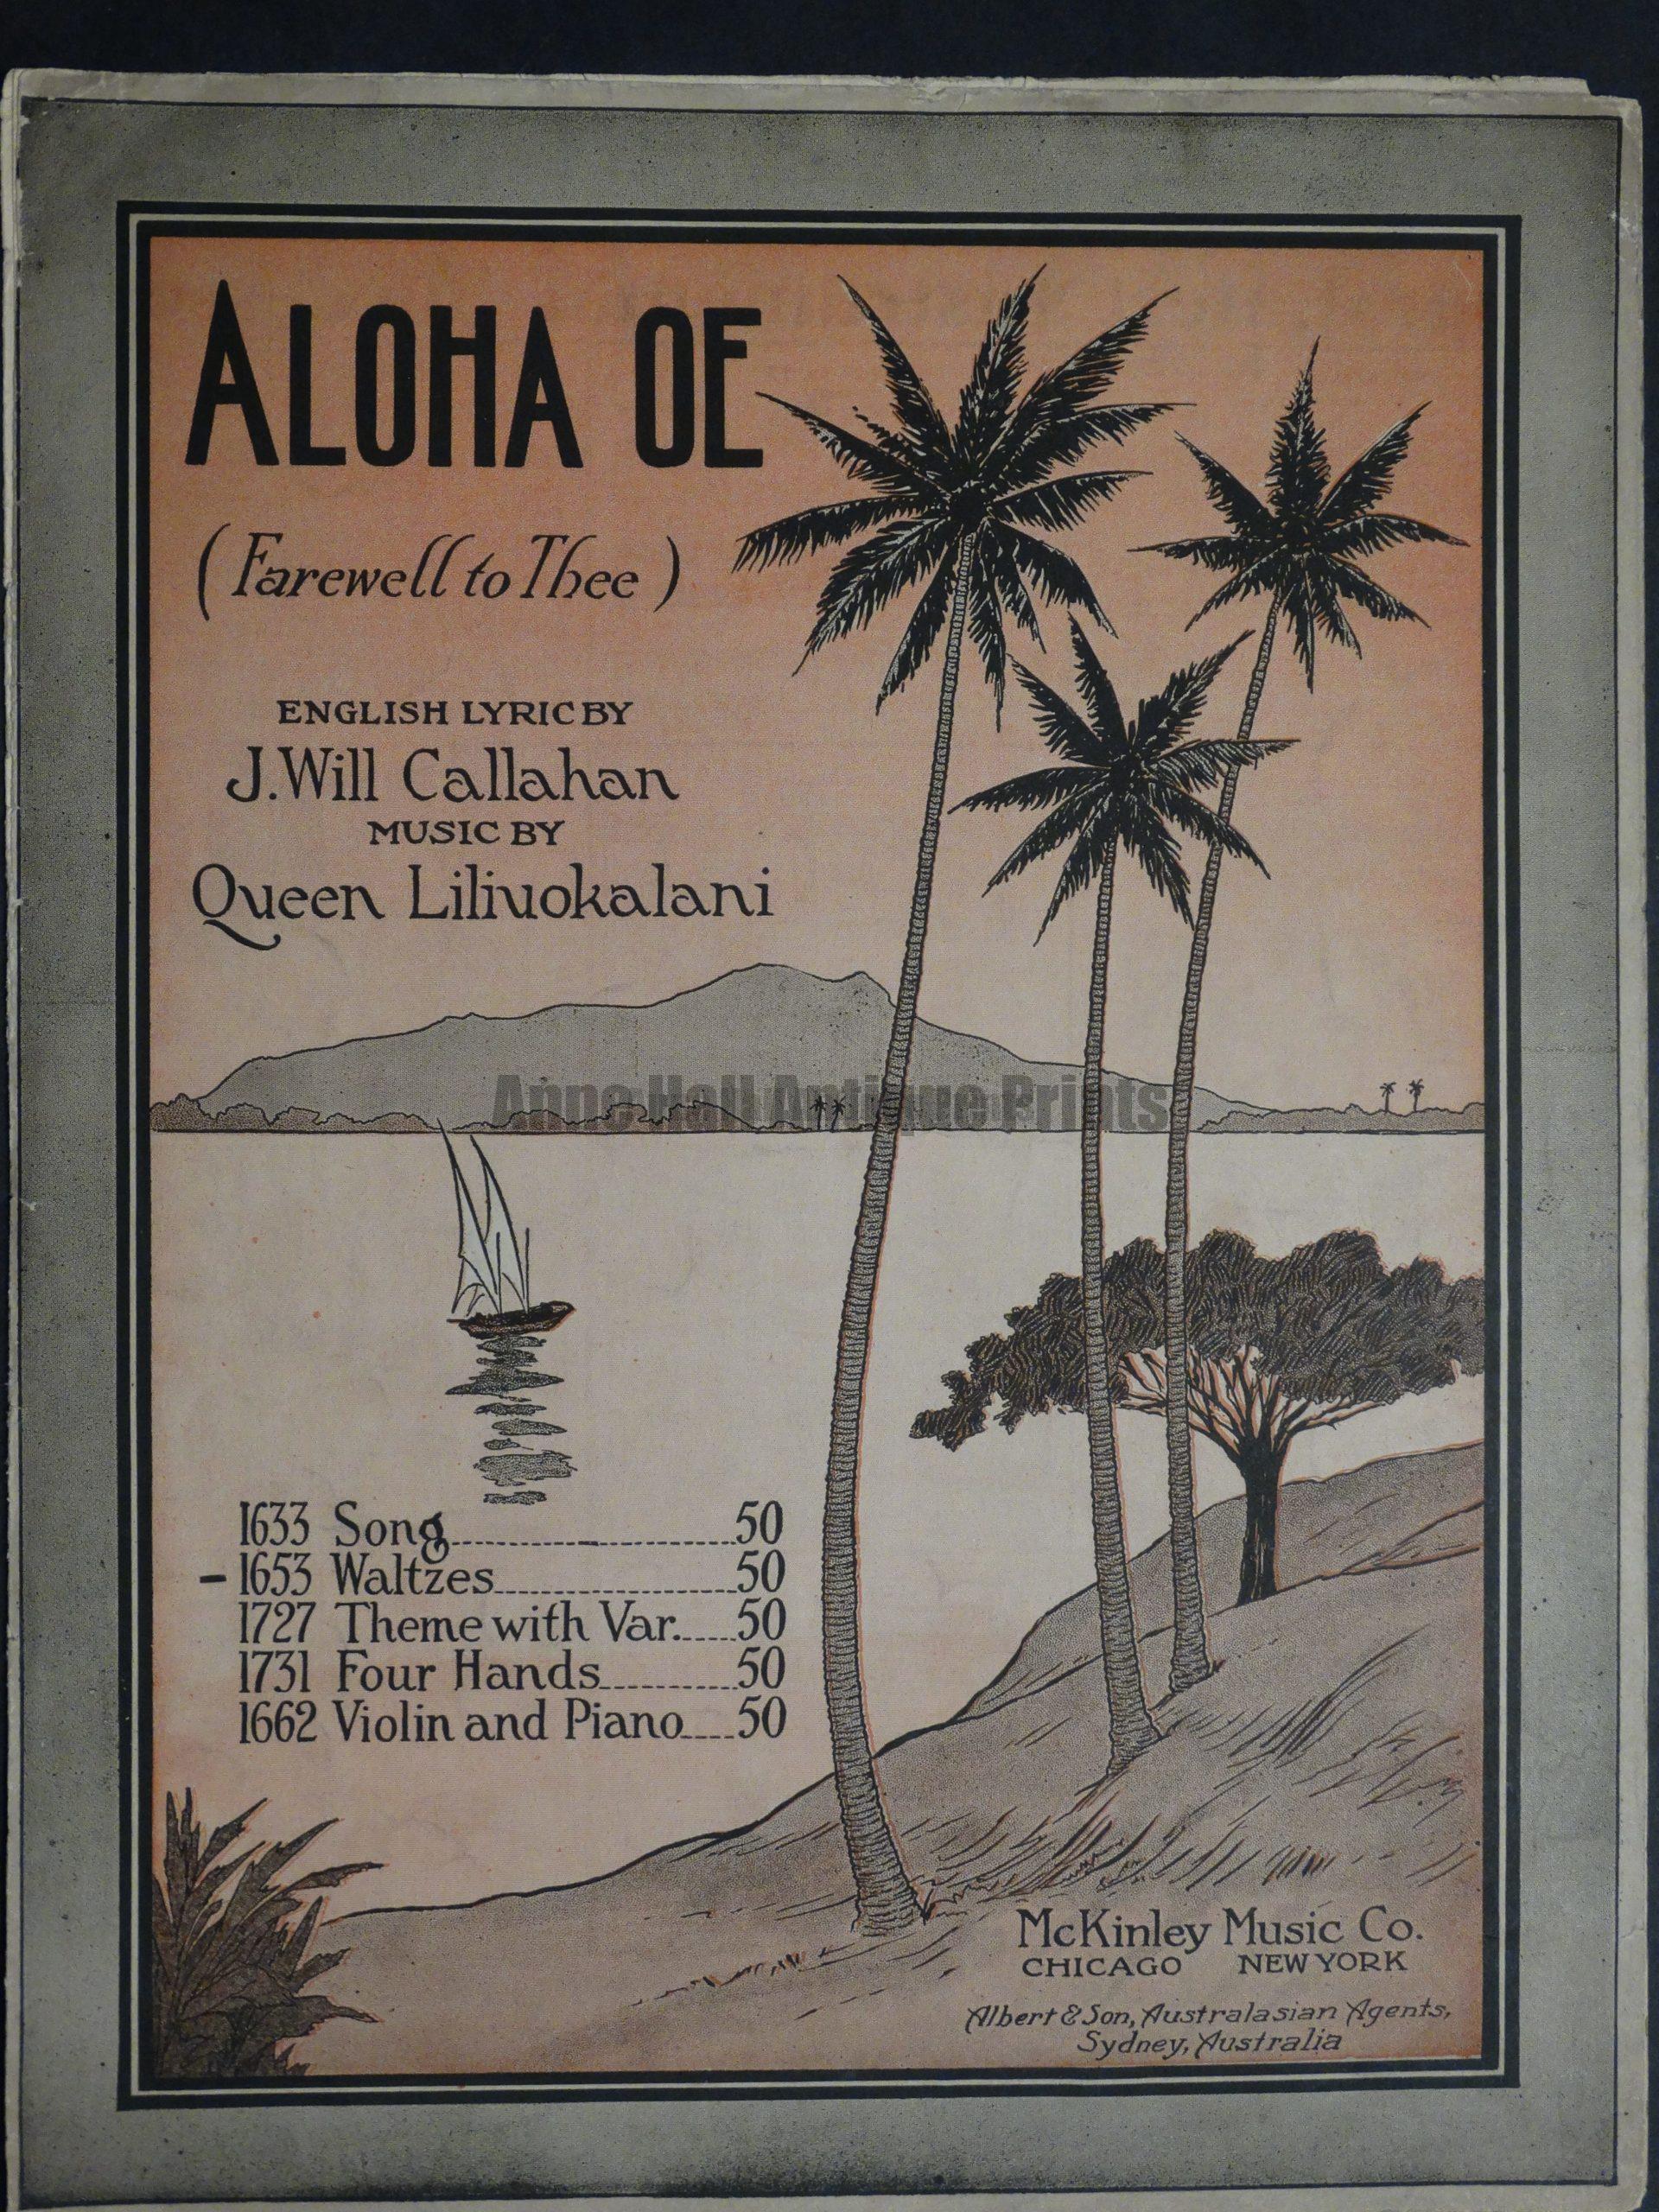 ALOHA OE
(Farewell to Thee)
ENGLISH LYRIC BY
J. Will Callahan
MUSIC BY
Queen Liliuokalani
Anne Hall Antique Prints
1633 Song 50
- 1653 Waltzes 50
1727 Theme with Var. 50
1731 Four Hands 50
1662 Violin and Piano 50
McKinley Music Co.
CHICAGO NEW YORK
Albert & Son, Australasian Agents,
Sydney, Australia